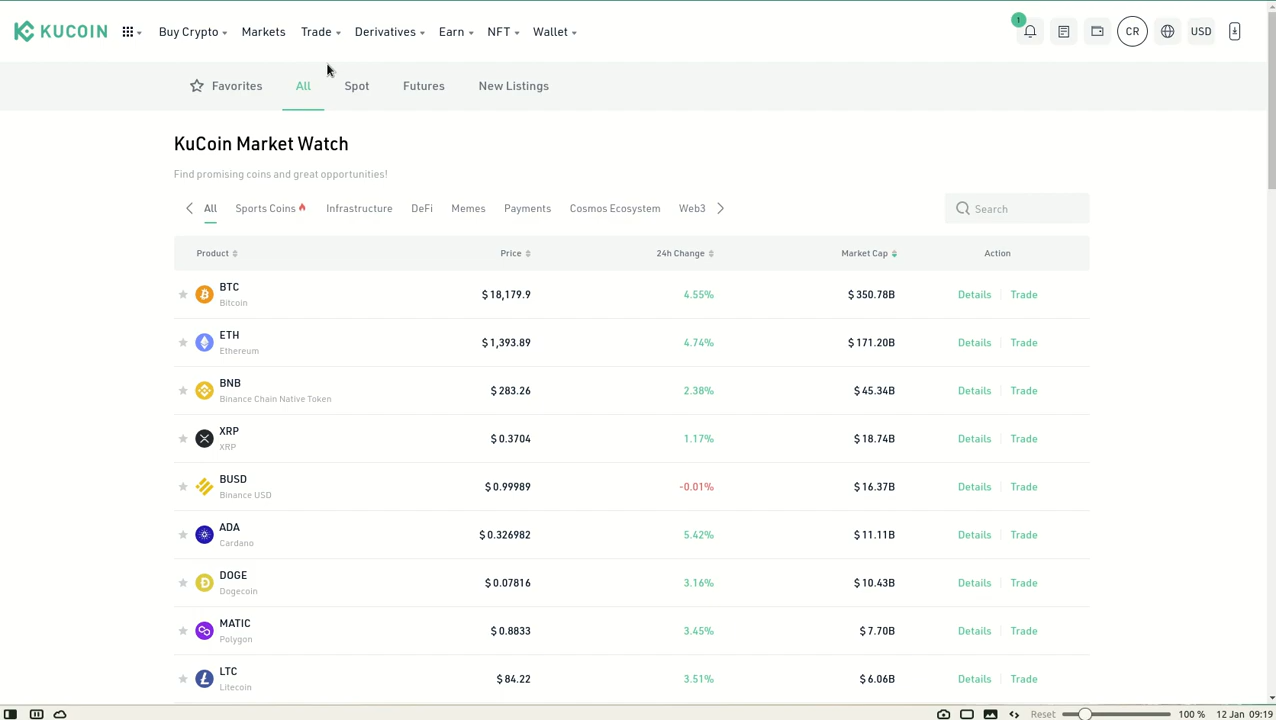 KUCOIN Buy Crypto Markets Trade Derivatives Earn NFT Wallet 1 CR USD
Favorites All Spot Futures New Listings
KuCoin Market Watch
Find promising coins and great opportunities!
All Sports Coins Infrastructure DeFi Memes Payments Cosmos Ecosystem Web3 Search
Product Price 24h Change Market Cap Action
BTC
Bitcoin
$ 18,179.9 4.55% $ 350.78B Details Trade
ETH
Ethereum
$ 1,393.89 4.74% $ 171.20B Details Trade
BNB
Binance Chain Native Token
$ 283.26 2.38% $ 45.34B Details Trade
XRP
XRP
$ 0.3704 1.17% $ 18.74B Details Trade
BUSD
Binance USD
$ 0.99989 -0.01% $ 16.37B Details Trade
ADA
Cardano
$ 0.326982 5.42% $ 11.11B Details Trade
DOGE
Dogecoin
$ 0.07816 3.16% $ 10.43B Details Trade
MATIC
Polygon
$ 0.8833 3.45% $ 7.70B Details Trade
LTC
Litecoin
$ 84.22 3.51% $ 6.06B Details Trade
Reset 100 % 12 Jan 09:19